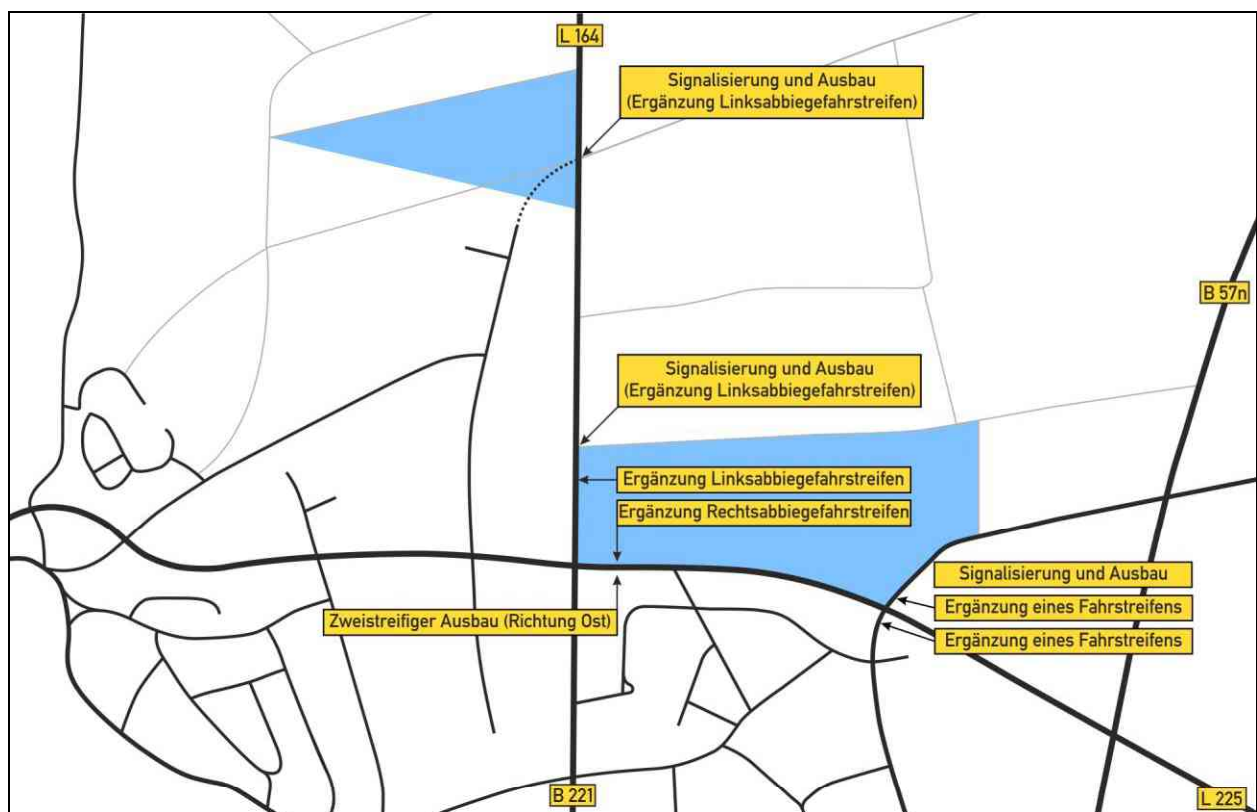 L 164
Signalisierung und Ausbau
(Ergänzung Linksabbiegefahrstreifen)
B 57n
Signalisierung und Ausbau
(Ergänzung Linksabbiegefahrstreifen)
Ergänzung Linksabbiegefahrstreifen
Ergänzung Rechtsabbiegefahrstreifen
Signalisierung und Ausbau
Ergänzung eines Fahrstreifens
Zweistreifiger Ausbau (Richtung Ost)
Ergänzung eines Fahrstreifens
B 221
L 225